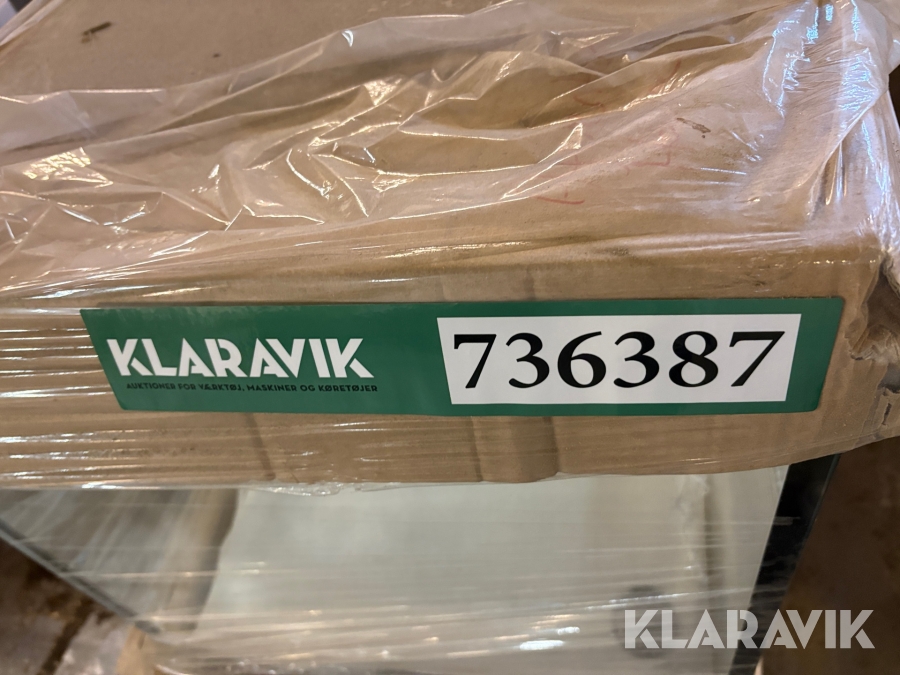 KLARAVIK
AUKTIONER FOR VÆRKTØJ, MASKINER OG KØRETØJER
736387
KLARAVIK